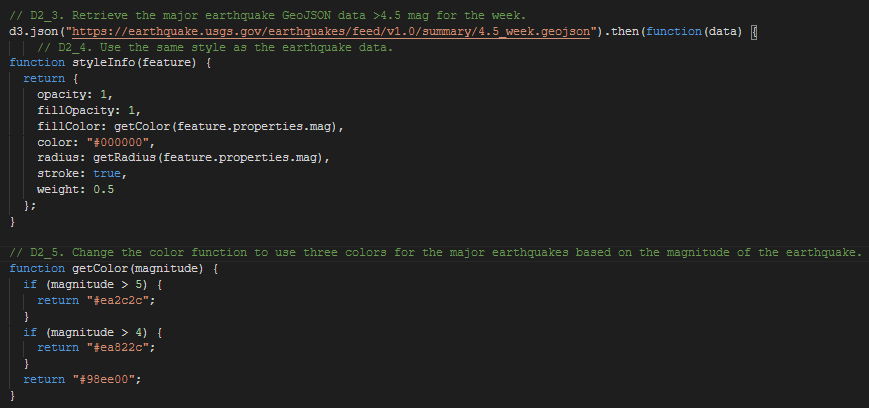 // D2_3. Retrieve the major earthquake GeoJSON data >4.5 mag for the week.
d3.json("https://earthquake.usgs.gov/earthquakes/feed/v1.0/summary/4.5_week.geojson").then(function(data) {
    // D2_4. Use the same style as the earthquake data.
function styleInfo(feature) {
  return {
    opacity: 1,
    fillOpacity: 1,
    fillColor: getColor(feature.properties.mag),
    color: "#000000",
    radius: getRadius(feature.properties.mag),
    stroke: true,
    weight: 0.5
  };
}
// D2_5. Change the color function to use three colors for the major earthquakes based on the magnitude of the earthquake.
function getColor(magnitude) {
  if (magnitude > 5) {
    return "#ea2c2c";
  }
  if (magnitude > 4) {
    return "#ea822c";
  }
  return "#98ee00";
}